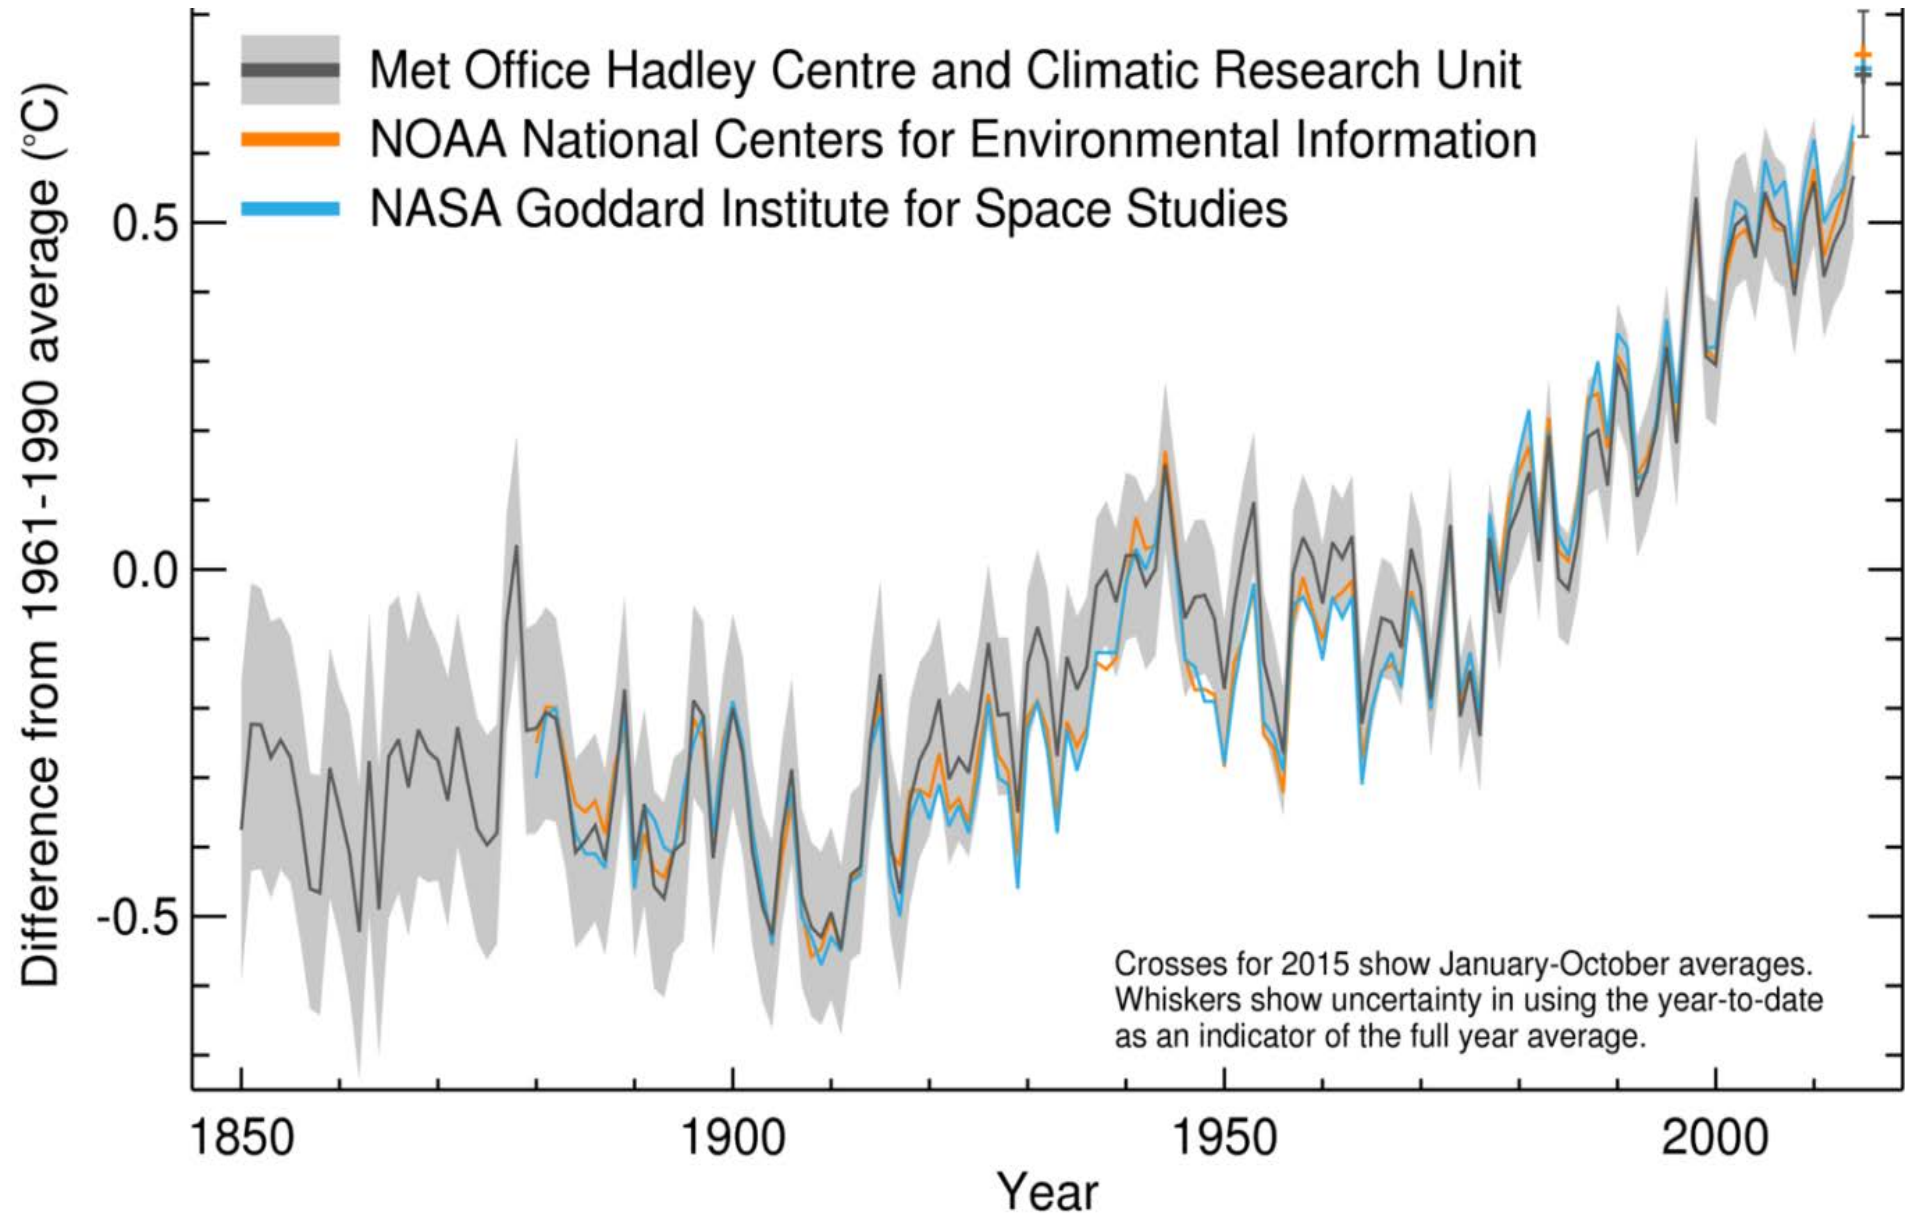 Met Office Hadley Centre and Climatic Research Unit
NOAA National Centers for Environmental Information
NASA Goddard Institute for Space Studies
Difference from 1961-1990 average (°C)
0.5
0.0
-0.5
Crosses for 2015 show January-October averages.
Whiskers show uncertainty in using the year-to-date
as an indicator of the full year average.
1850 1900 1950 2000
Year